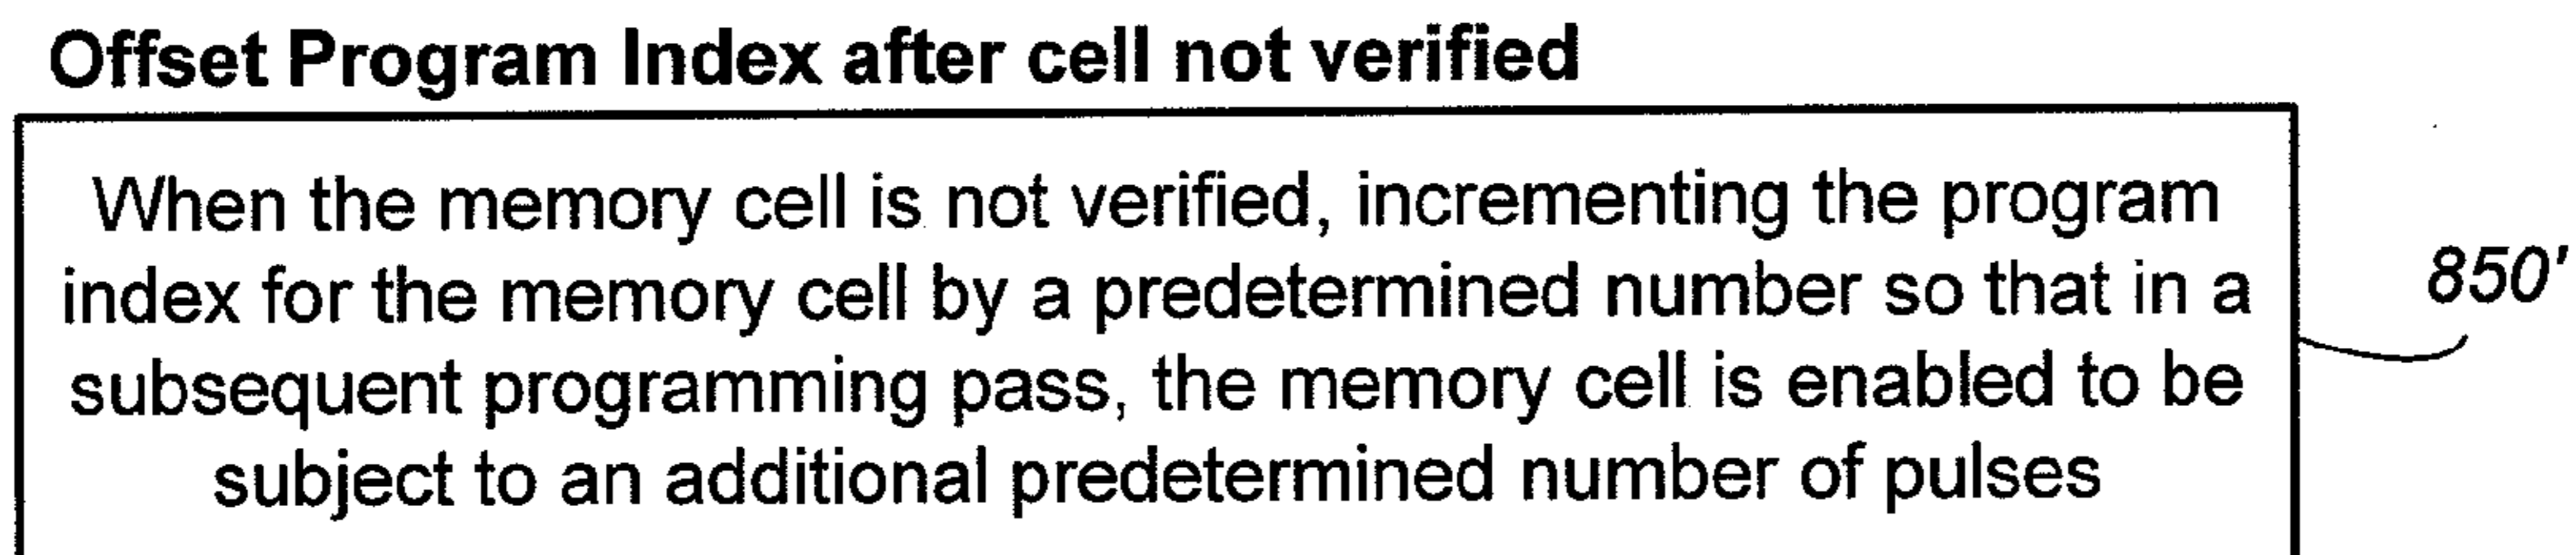 Offset Program Index after cell not verified
When the memory cell is not verified, incrementing the program
index for the memory cell by a predetermined number so that in a
subsequent programming pass, the memory cell is enabled to be
subject to an additional predetermined number of pulses
850'